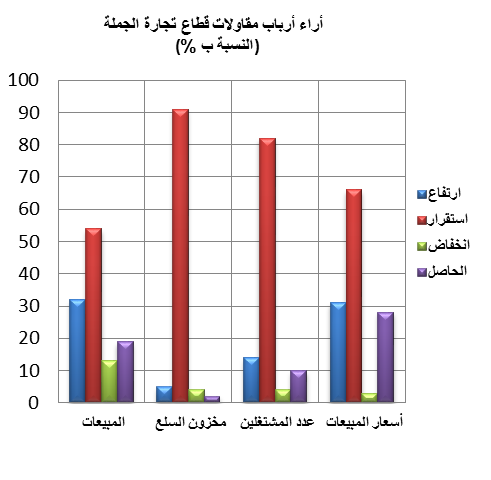 أراء أرباب مقاولات قطاع تجارة الجملة
(النسبة ب %)
100
90
80
70
60
50
40
30
20
10
0
المبيعات
مخزون السلع
عدد المشتغلين
أسعار المبيعات
ارتفاع
استقرار
انخفاض
الحاصل